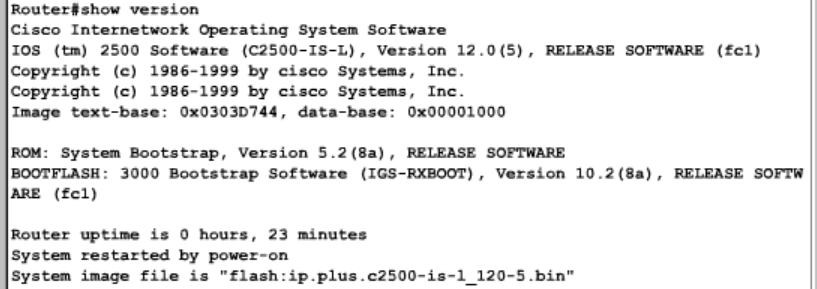 Router#show version
Cisco Internetwork Operating System Software
IOS (tm) 2500 Software (C2500-IS-L), Version 12.0(5), RELEASE SOFTWARE (fc1)
Copyright (c) 1986-1999 by cisco Systems, Inc.
Copyright (c) 1986-1999 by cisco Systems, Inc.
Image text-base: 0x0303D744, data-base: 0x00001000
ROM: System Bootstrap, Version 5.2(8a), RELEASE SOFTWARE
BOOTFLASH: 3000 Bootstrap Software (IGS-RXBOOT), Version 10.2(8a), RELEASE SOFTW
ARE (fc1)
Router uptime is 0 hours, 23 minutes
System restarted by power-on
System image file is "flash:ip.plus.c2500-is-l_120-5.bin"